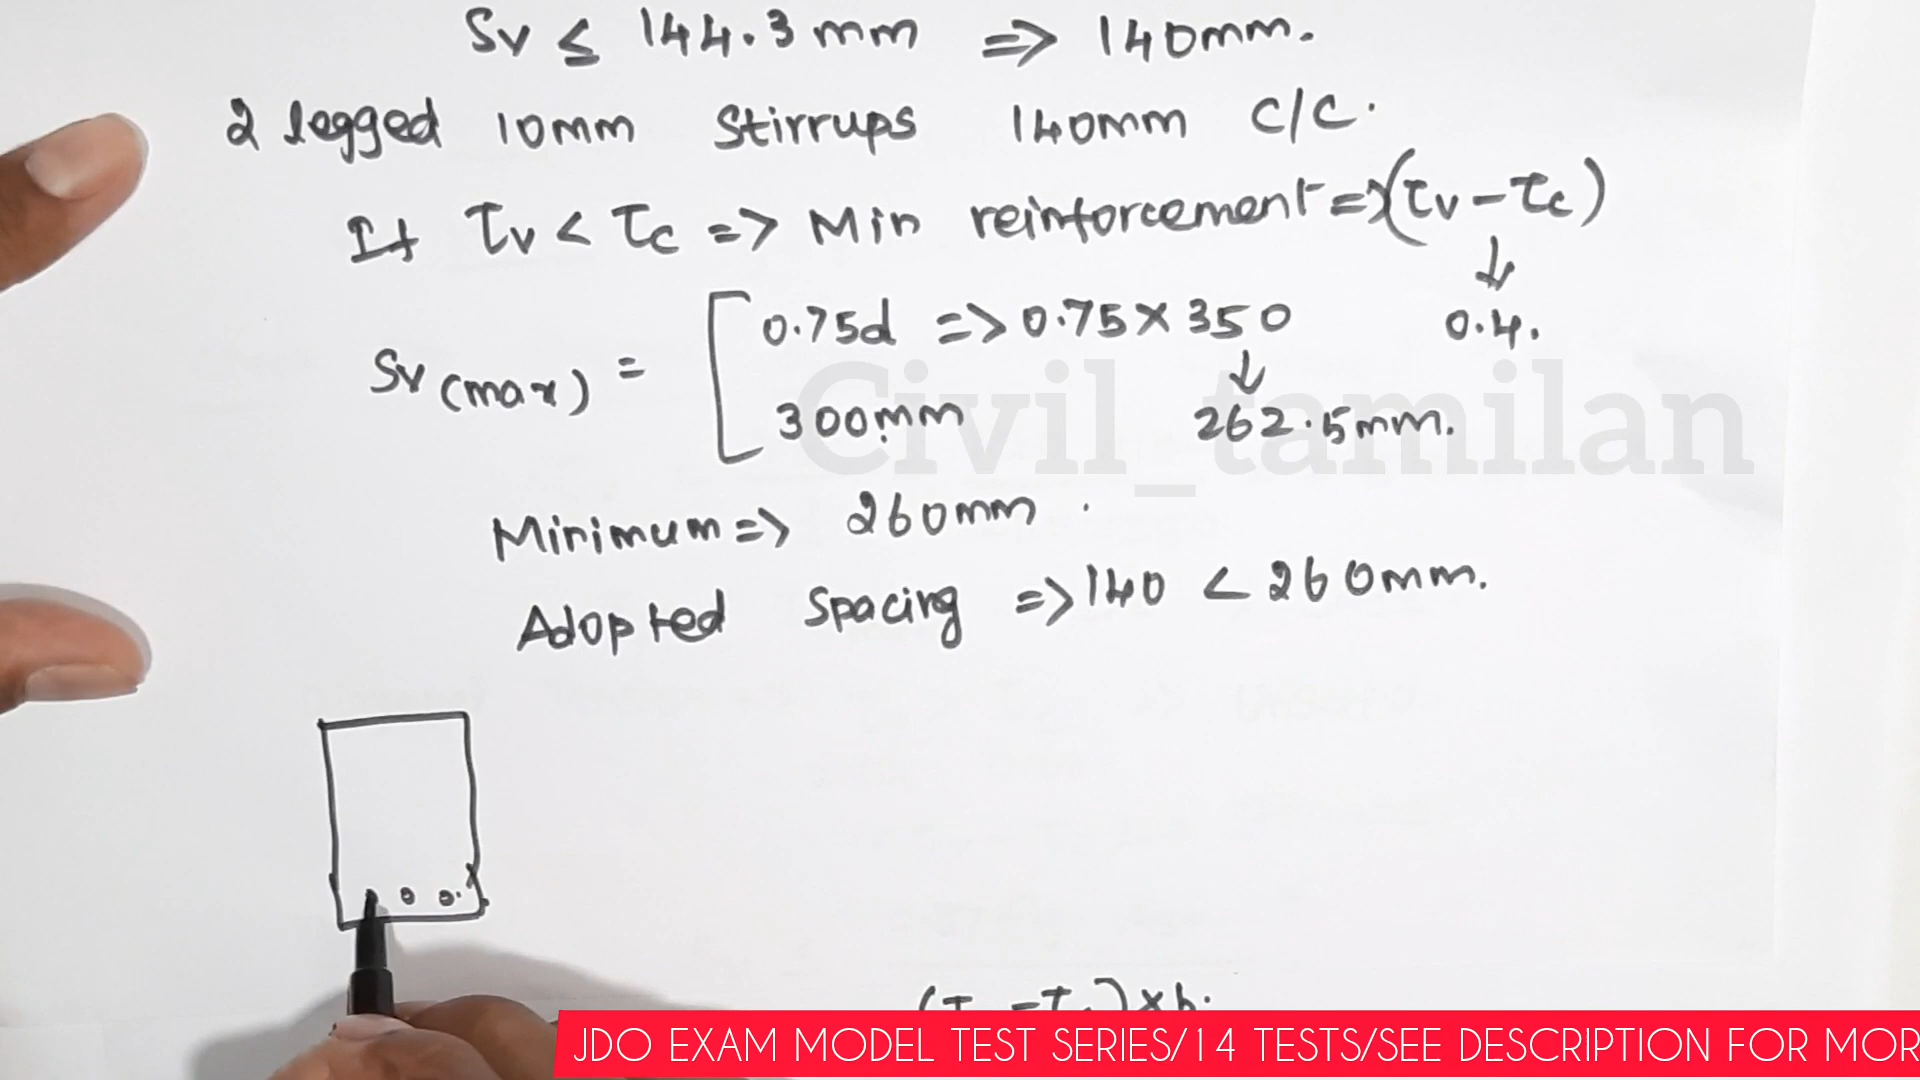 Sv ≤ 144.3 mm => 140mm.
2 legged 10mm stirrups 140mm c/c.
If τv < τc => Min reinforcement => (τv - τc)
↓
0.4.
Sv (max) = [ 0.75d => 0.75 × 350
↓
300mm 262.5mm.
Minimum => 260mm.
Adopted spacing => 140 < 260mm.
Civil_tamilan
JDO EXAM MODEL TEST SERIES/14 TESTS/SEE DESCRIPTION FOR MOR